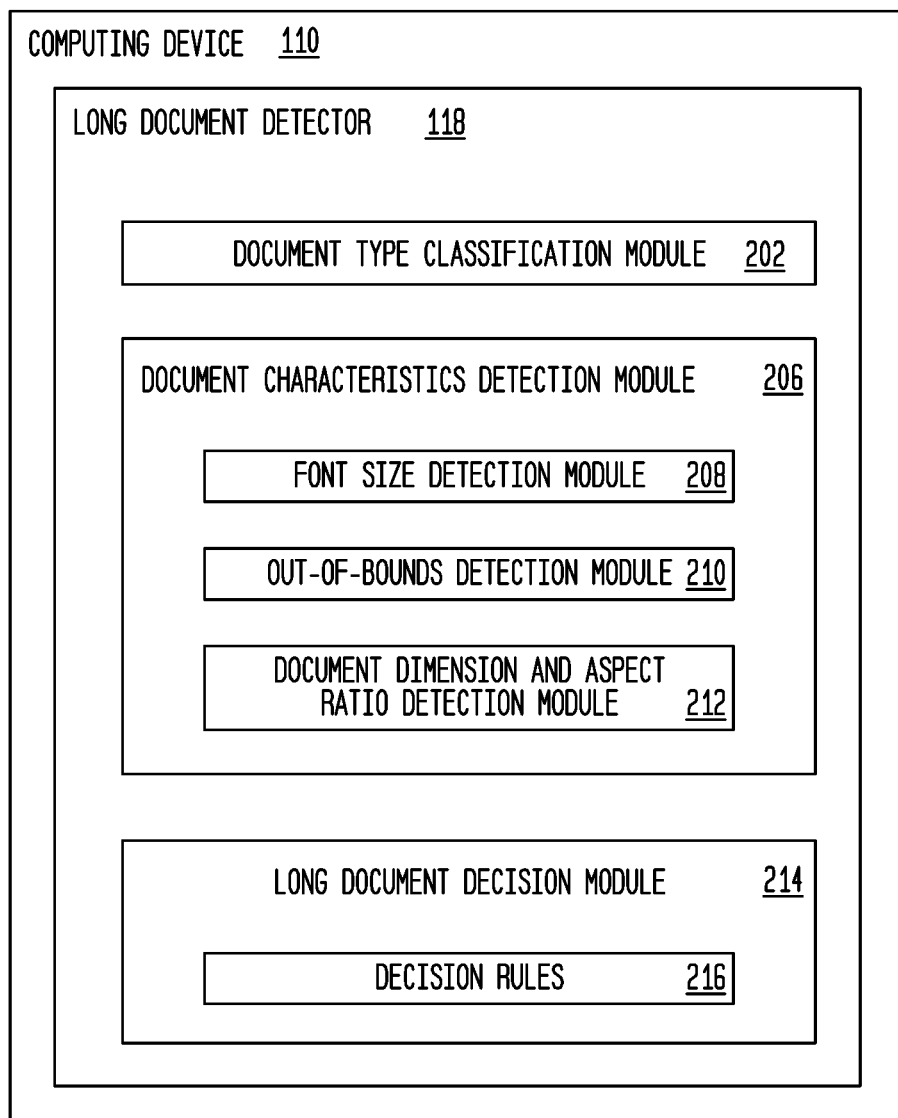 COMPUTING DEVICE 110
LONG DOCUMENT DETECTOR 118
DOCUMENT TYPE CLASSIFICATION MODULE 202
DOCUMENT CHARACTERISTICS DETECTION MODULE 206
FONT SIZE DETECTION MODULE 208
OUT-OF-BOUNDS DETECTION MODULE 210
DOCUMENT DIMENSION AND ASPECT
RATIO DETECTION MODULE 212
LONG DOCUMENT DECISION MODULE 214
DECISION RULES 216